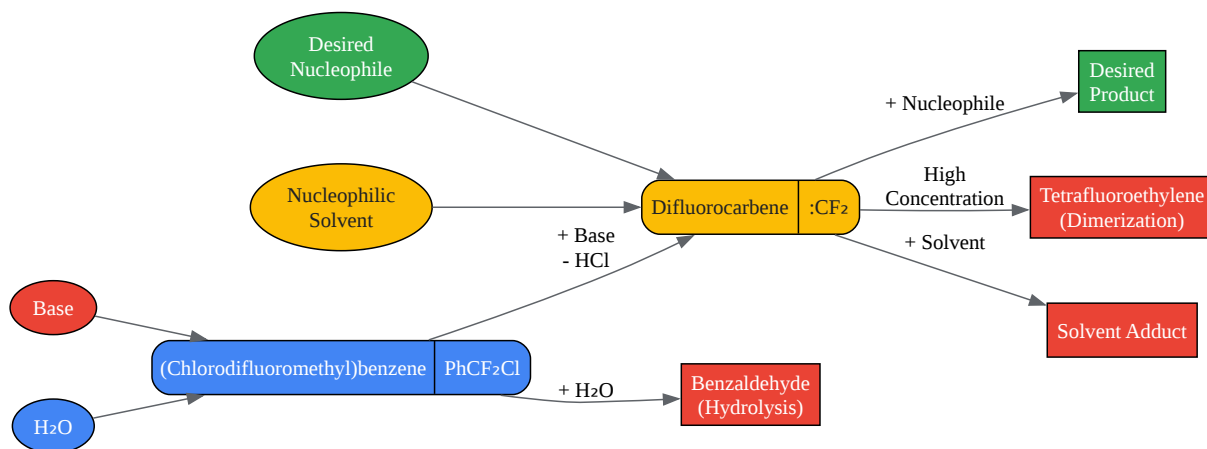 Desired
Nucleophile
Desired
Product
+ Nucleophile
Nucleophilic
Solvent
Difluorocarbene
:CF₂
High
Concentration
Tetrafluoroethylene
(Dimerization)
+ Base
- HCl
+ Solvent
Base
Solvent Adduct
(Chlorodifluoromethyl)benzene
PhCF₂Cl
+ H₂O
Benzaldehyde
(Hydrolysis)
H₂O